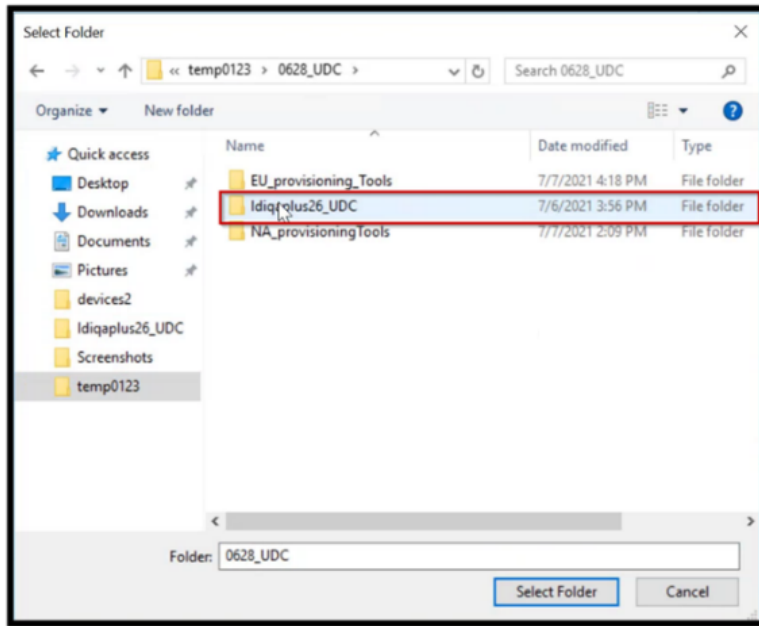 Select Folder
« temp0123 > 0628_UDC >
Search 0628_UDC
Organize
New folder
Name
Date modified
Type
Quick access
Desktop
Downloads
Documents
Pictures
devices2
Idiqaplus26_UDC
Screenshots
temp0123
EU_provisioning_Tools 7/7/2021 4:18 PM File folder
Idiqaplus26_UDC 7/6/2021 3:56 PM File folder
NA_provisioningTools 7/7/2021 2:09 PM File folder
Folder: 0628_UDC
Select Folder
Cancel